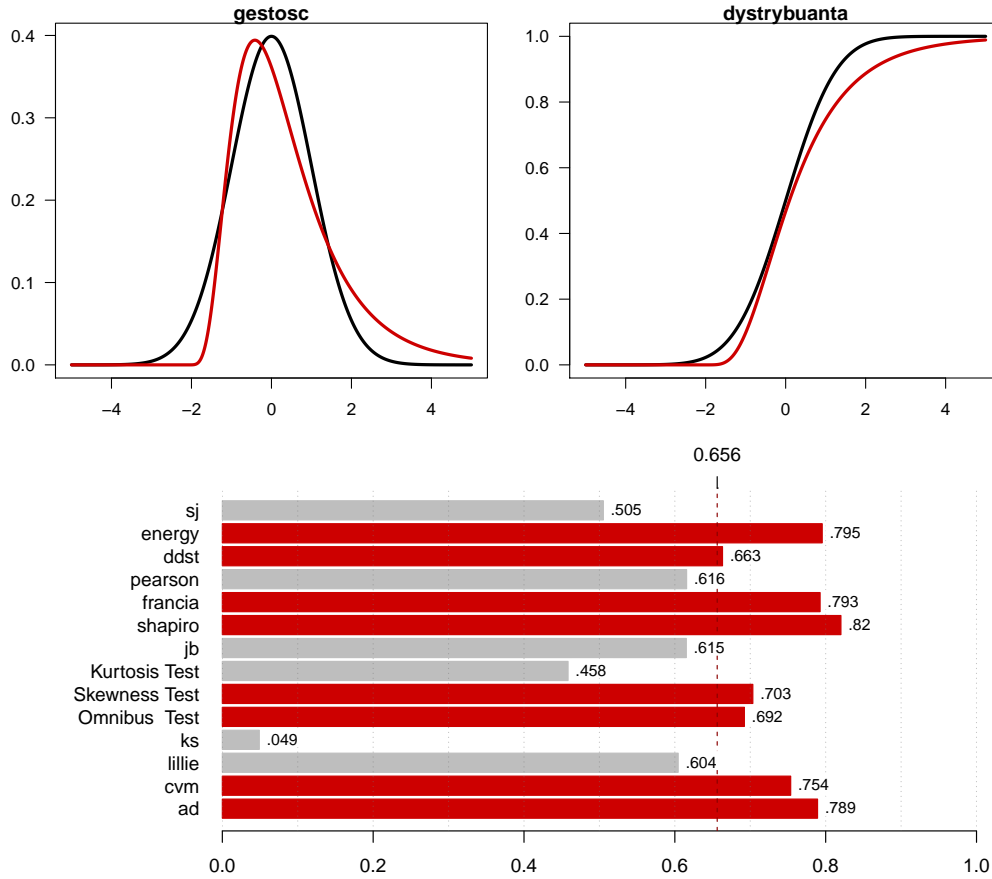 gestosc
0.4
0.3
0.2
0.1
0.0
−4 −2 0 2 4
dystrybuanta
1.0
0.8
0.6
0.4
0.2
0.0
−4 −2 0 2 4
0.656
sj .505
energy .795
ddst .663
pearson .616
francia .793
shapiro .82
jb .615
Kurtosis Test .458
Skewness Test .703
Omnibus  Test .692
ks .049
lillie .604
cvm .754
ad .789
0.0 0.2 0.4 0.6 0.8 1.0